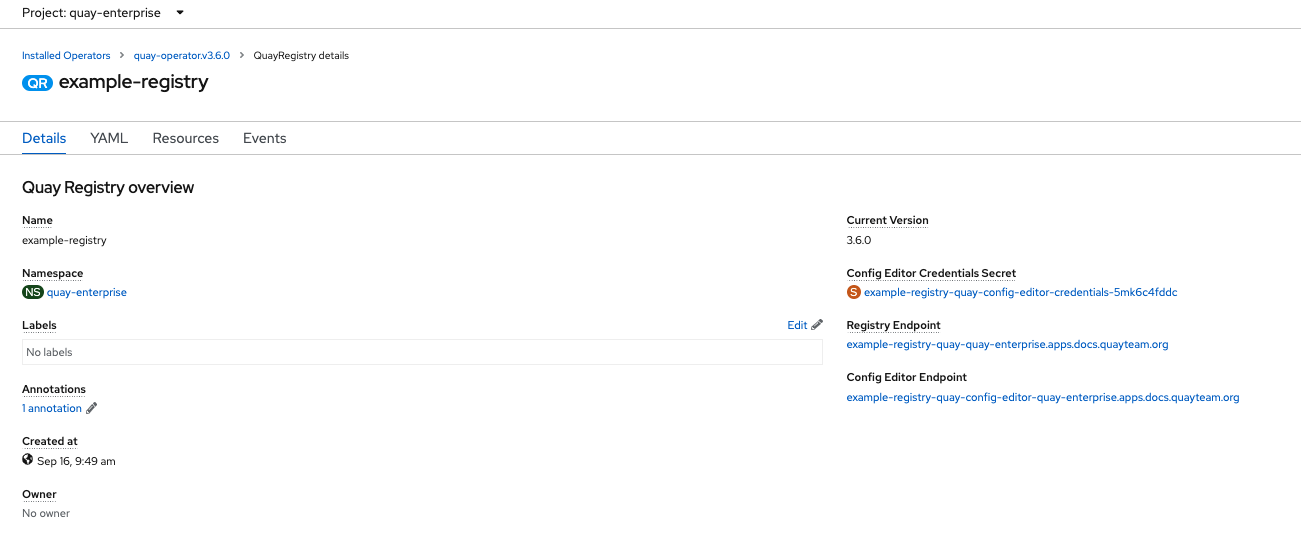 Project: quay-enterprise
Installed Operators > quay-operator.v3.6.0 > QuayRegistry details
QR example-registry
Details YAML Resources Events
Quay Registry overview
Name
example-registry
Namespace
NS quay-enterprise
Labels Edit
No labels
Annotations
1 annotation
Created at
Sep 16, 9:49 am
Owner
No owner
Current Version
3.6.0
Config Editor Credentials Secret
S example-registry-quay-config-editor-credentials-5mk6c4fddc
Registry Endpoint
example-registry-quay-quay-enterprise.apps.docs.quayteam.org
Config Editor Endpoint
example-registry-quay-config-editor-quay-enterprise.apps.docs.quayteam.org